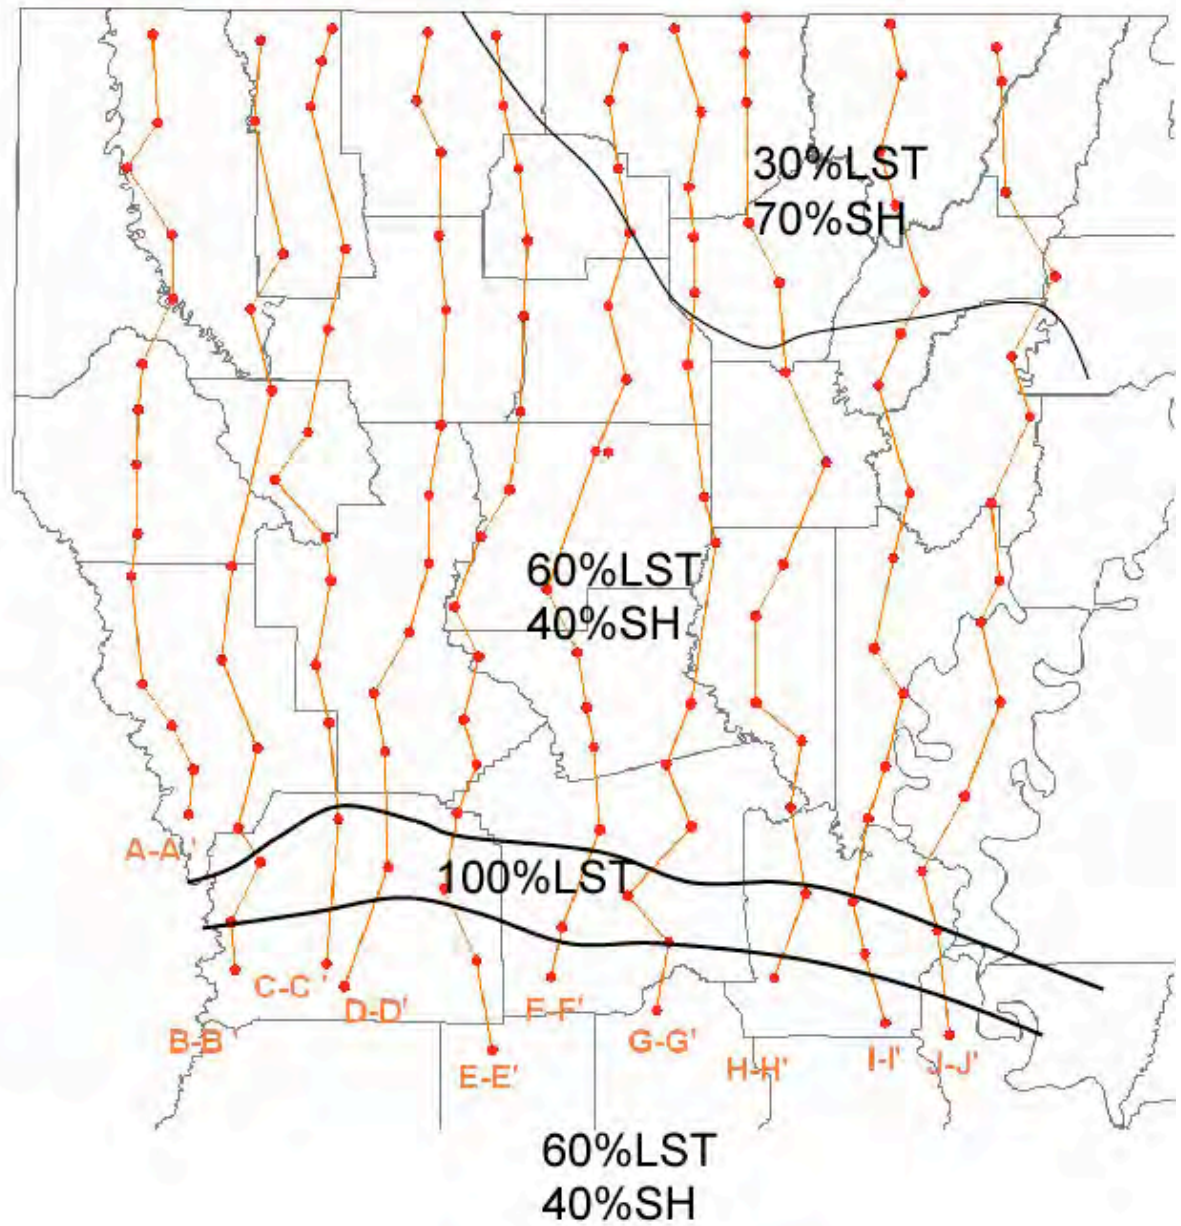 30%LST
70%SH
60%LST
40%SH
A-A'
100%LST
C-C'
D-D'
F-F'
B-B
G-G'
E-E'
H-H'
I-I'
J-J'
60%LST
40%SH